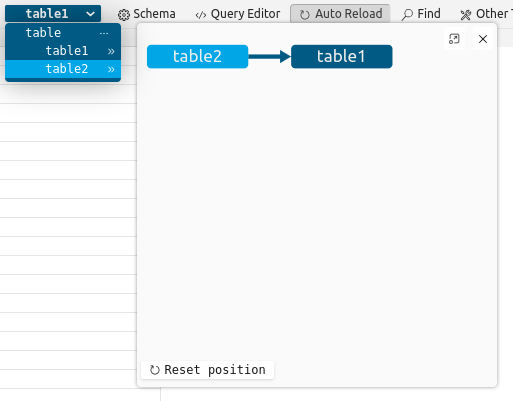 table1 Schema Query Editor Auto Reload Find Other
table ...
table1 »
table2 »
table2 table1
Reset position